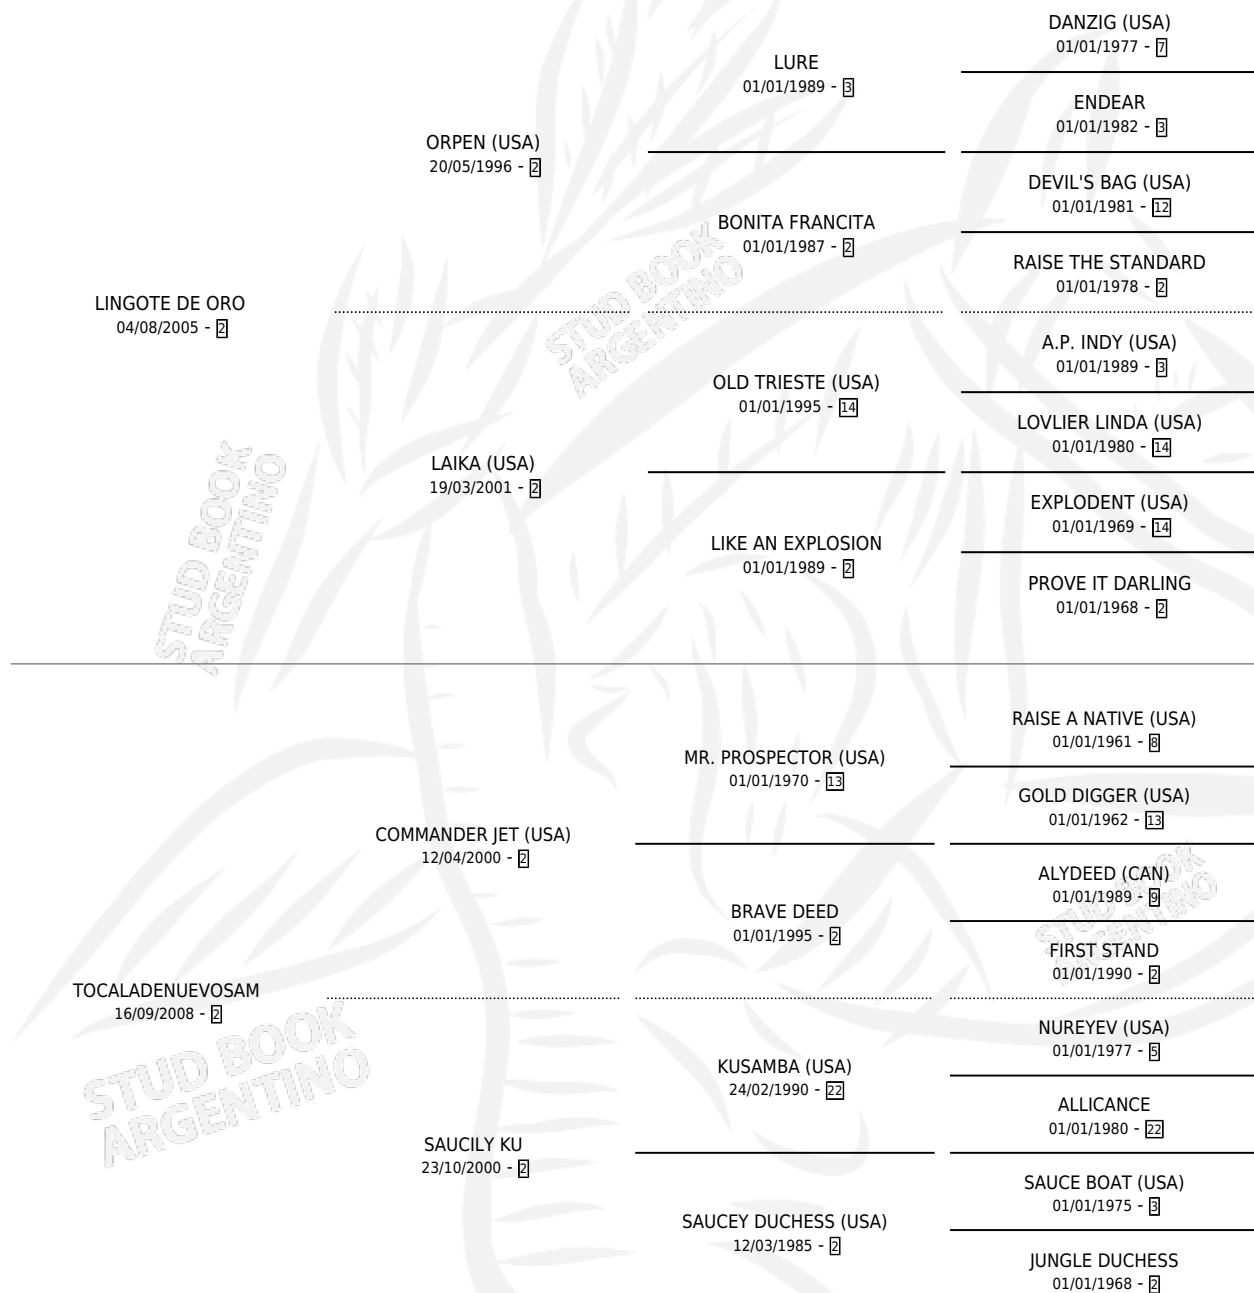 DANZIG (USA)
01/01/1977 - 7
LURE
01/01/1989 - 3
ENDEAR
01/01/1982 - 3
ORPEN (USA)
20/05/1996 - 2
DEVIL'S BAG (USA)
01/01/1981 - 12
BONITA FRANCITA
01/01/1987 - 2
RAISE THE STANDARD
01/01/1978 - 2
LINGOTE DE ORO
04/08/2005 - 2
STUD BOOK
ARGENTINO
A.P. INDY (USA)
01/01/1989 - 3
OLD TRIESTE (USA)
01/01/1995 - 14
LOVLIER LINDA (USA)
01/01/1980 - 14
LAIKA (USA)
19/03/2001 - 2
EXPLODENT (USA)
01/01/1969 - 14
LIKE AN EXPLOSION
01/01/1989 - 2
PROVE IT DARLING
01/01/1968 - 2
STUD BOOK
ARGENTINO
RAISE A NATIVE (USA)
01/01/1961 - 8
MR. PROSPECTOR (USA)
01/01/1970 - 13
GOLD DIGGER (USA)
01/01/1962 - 13
COMMANDER JET (USA)
12/04/2000 - 2
ALYDEED (CAN)
01/01/1989 - 9
BRAVE DEED
01/01/1995 - 2
STUD BOOK
ARGENTINO
FIRST STAND
01/01/1990 - 2
TOCALADENUEVOSAM
16/09/2008 - 2
STUD BOOK
ARGENTINO
NUREYEV (USA)
01/01/1977 - 5
KUSAMBA (USA)
24/02/1990 - 22
ALLICANCE
01/01/1980 - 22
SAUCILY KU
23/10/2000 - 2
SAUCE BOAT (USA)
01/01/1975 - 3
SAUCEY DUCHESS (USA)
12/03/1985 - 2
JUNGLE DUCHESS
01/01/1968 - 2